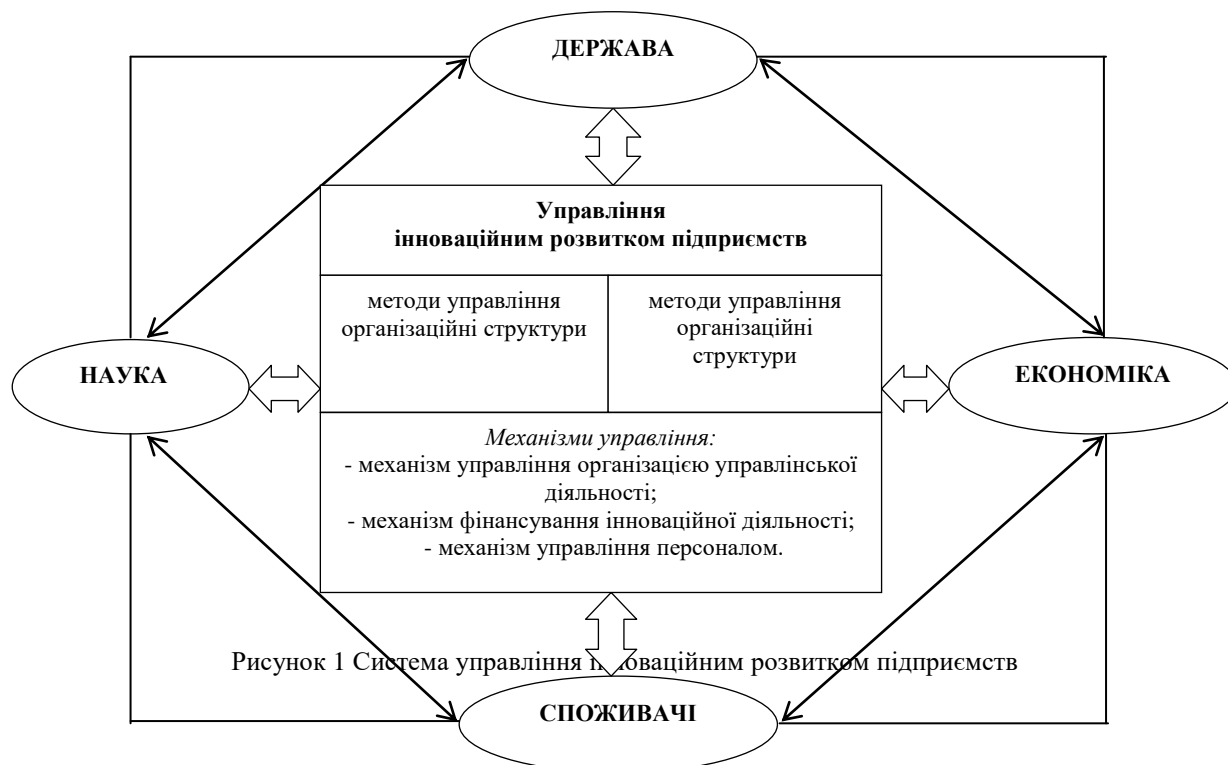 ДЕРЖАВА
Управління
інноваційним розвитком підприємств
методи управління
організаційні структури
методи управління
організаційні
структури
НАУКА
ЕКОНОМІКА
Механізми управління:
- механізм управління організацією управлінської
діяльності;
- механізм фінансування інноваційної діяльності;
- механізм управління персоналом.
Рисунок 1 Система управління інноваційним розвитком підприємств
СПОЖИВАЧІ